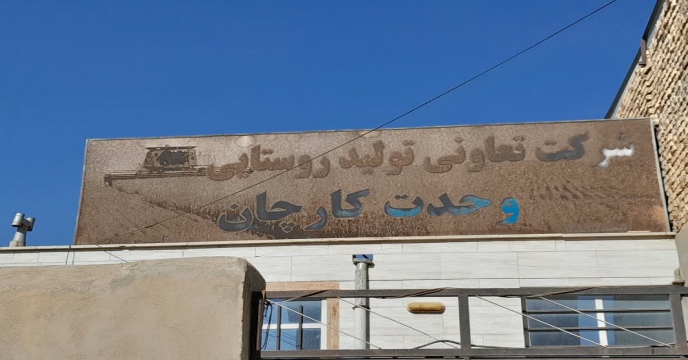 شرکت تعاونی تولید روستایی
وحدت کارچان